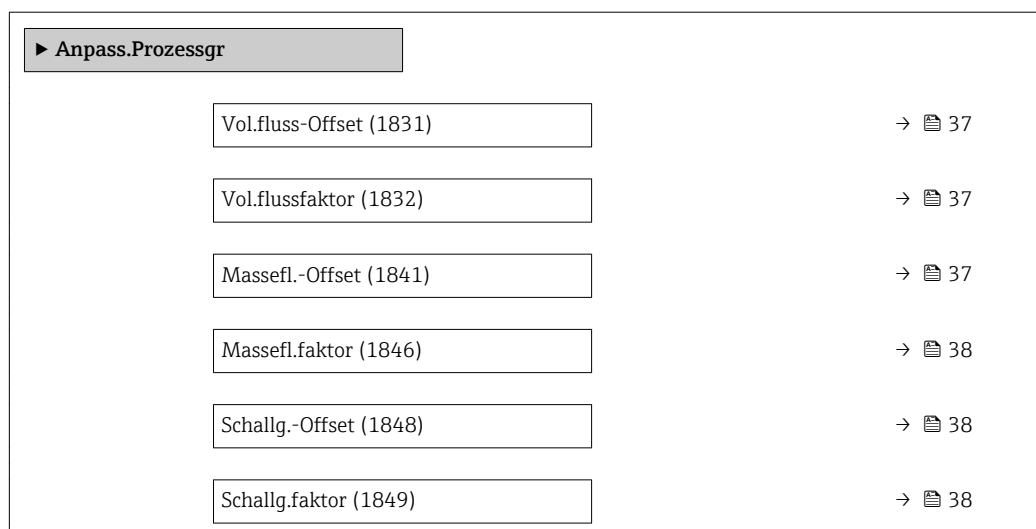 ▶ Anpass.Prozessgr
Vol.fluss-Offset (1831) → 37
Vol.flussfaktor (1832) → 37
Massefl.-Offset (1841) → 37
Massefl.faktor (1846) → 38
Schallg.-Offset (1848) → 38
Schallg.faktor (1849) → 38